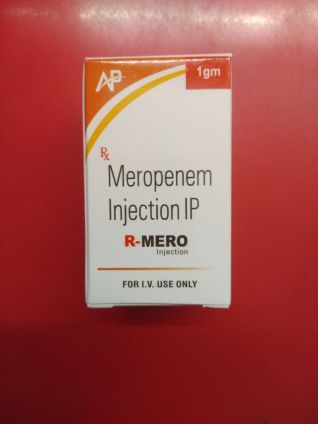 AP
1gm
Rx
Meropenem
Injection IP
R-MERO
Injection
FOR I.V. USE ONLY